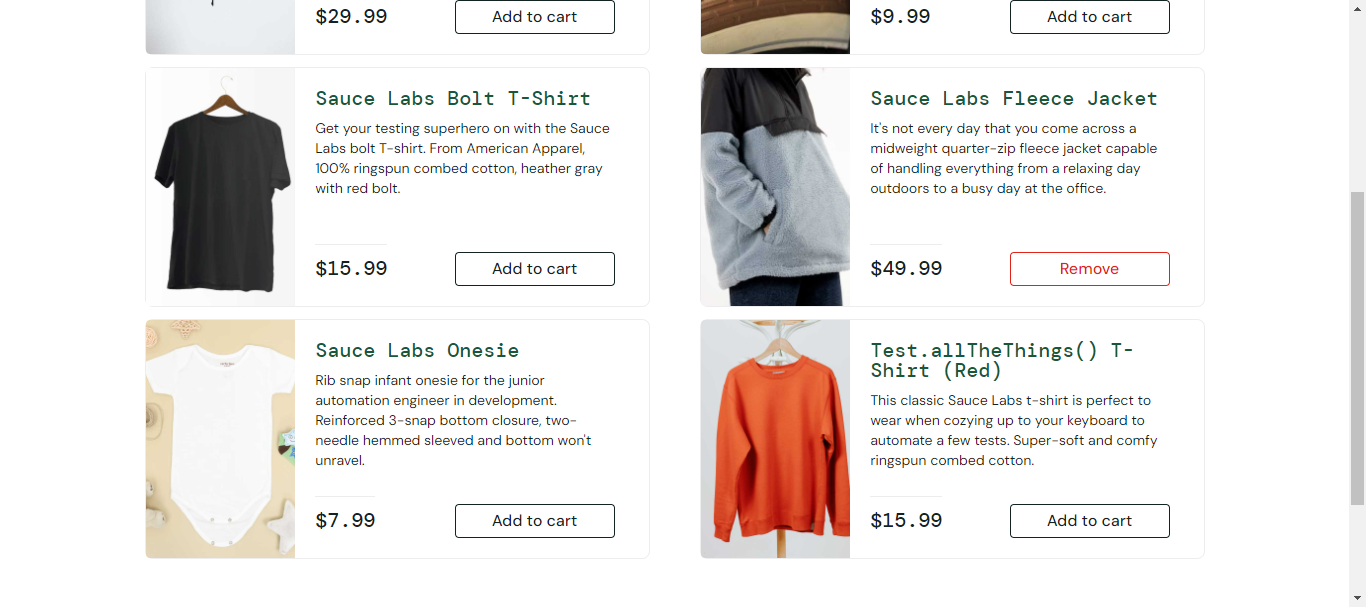 $29.99
Add to cart
$9.99
Add to cart
Sauce Labs Bolt T-Shirt
Get your testing superhero on with the Sauce
Labs bolt T-shirt. From American Apparel,
100% ringspun combed cotton, heather gray
with red bolt.
$15.99
Add to cart
Sauce Labs Fleece Jacket
It's not every day that you come across a
midweight quarter-zip fleece jacket capable
of handling everything from a relaxing day
outdoors to a busy day at the office.
$49.99
Remove
Sauce Labs Onesie
Rib snap infant onesie for the junior
automation engineer in development.
Reinforced 3-snap bottom closure, two-
needle hemmed sleeved and bottom won't
unravel.
$7.99
Add to cart
Test.allTheThings() T-
Shirt (Red)
This classic Sauce Labs t-shirt is perfect to
wear when cozying up to your keyboard to
automate a few tests. Super-soft and comfy
ringspun combed cotton.
$15.99
Add to cart